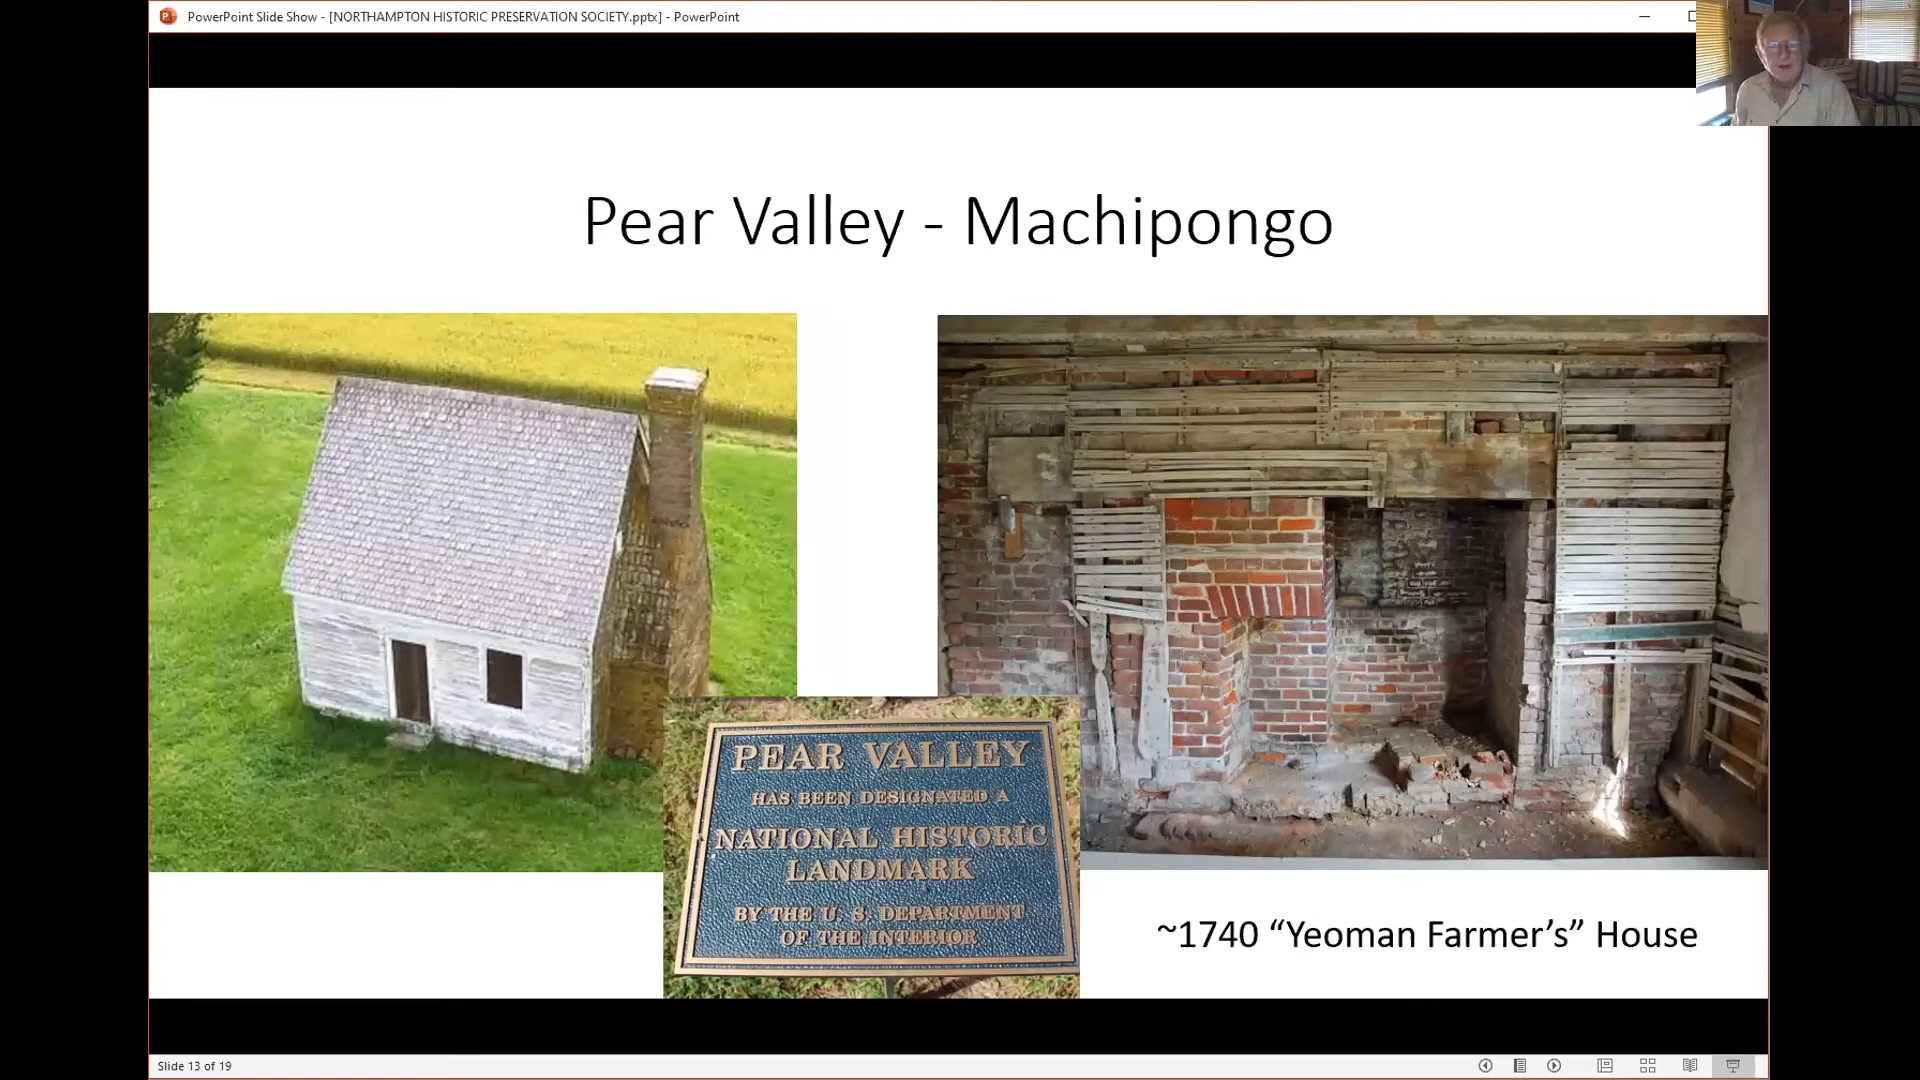 PowerPoint Slide Show - [NORTHAMPTON HISTORIC PRESERVATION SOCIETY.pptx] - PowerPoint
Pear Valley - Machipongo
PEAR VALLEY
HAS BEEN DESIGNATED A
NATIONAL HISTORIC
LANDMARK
BY THE U. S. DEPARTMENT
OF THE INTERIOR
~1740 “Yeoman Farmer’s” House
Slide 13 of 19